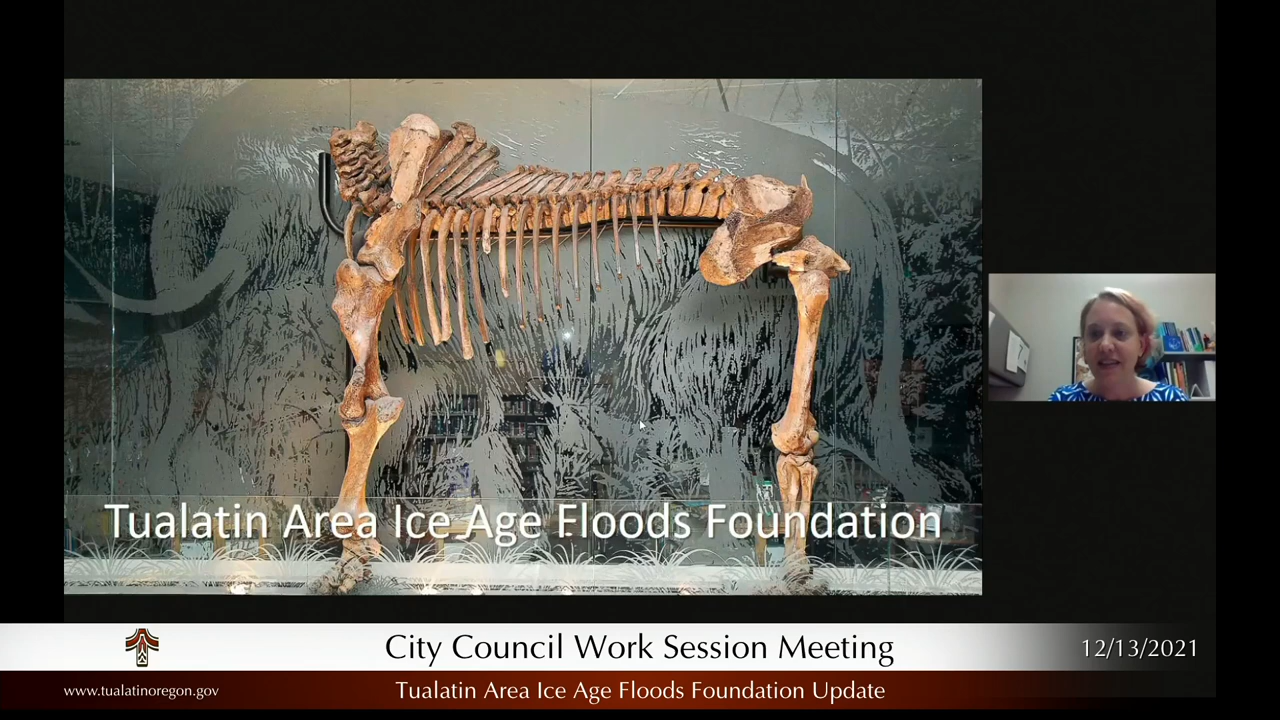 Tualatin Area Ice Age Floods Foundation
City Council Work Session Meeting
12/13/2021
www.tualatinoregon.gov
Tualatin Area Ice Age Floods Foundation Update